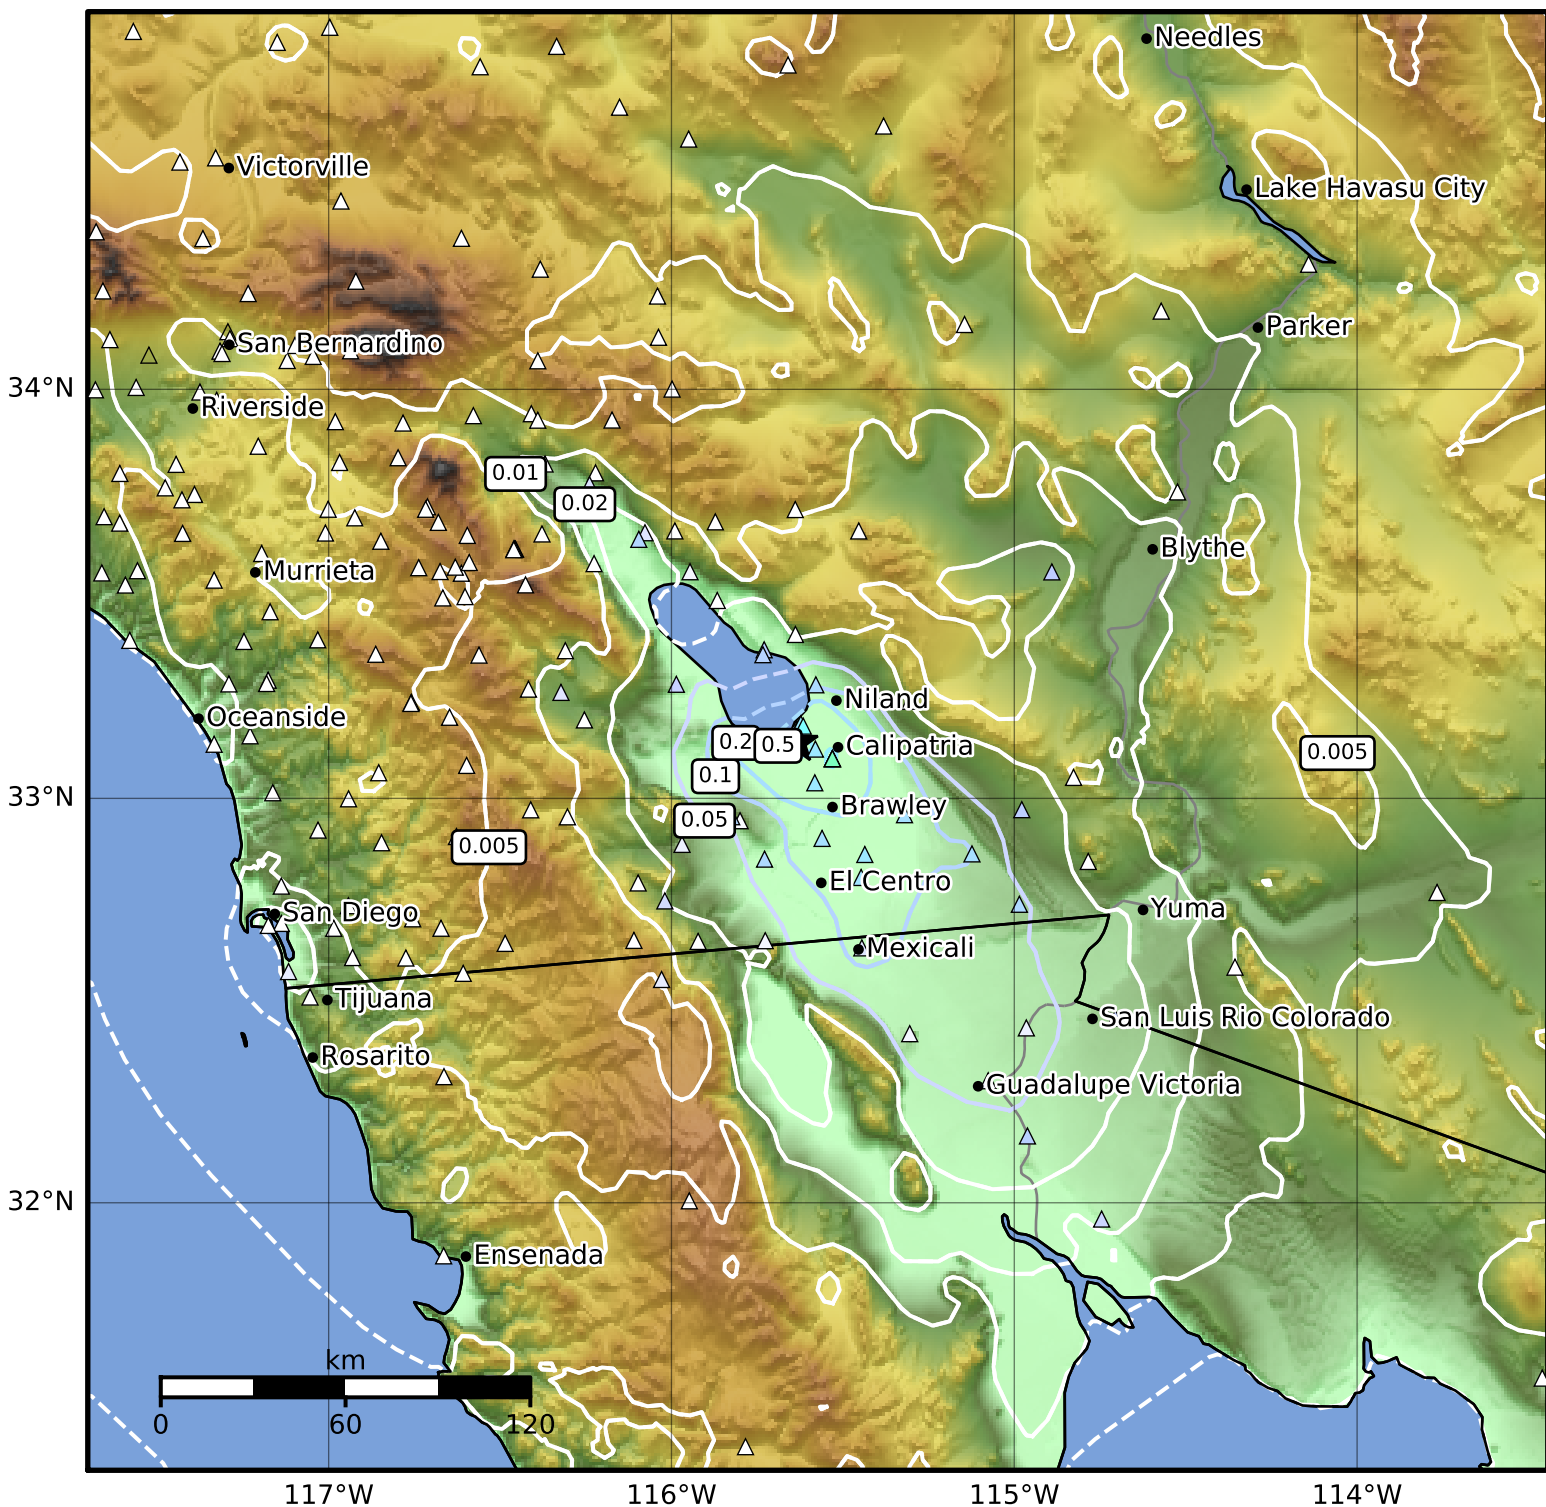 Needles
Victorville
Lake Havasu City
Parker
San Bernardino
34°N
Riverside
0.01
0.02
Blythe
Murrieta
Niland
Oceanside
0.2
0.5
Calipatria
0.005
0.1
33°N
Brawley
0.05
0.005
El Centro
San Diego
Yuma
Mexicali
Tijuana
San Luis Rio Colorado
Rosarito
Guadalupe Victoria
32°N
Ensenada
km
0
60
120
117°W
116°W
115°W
114°W